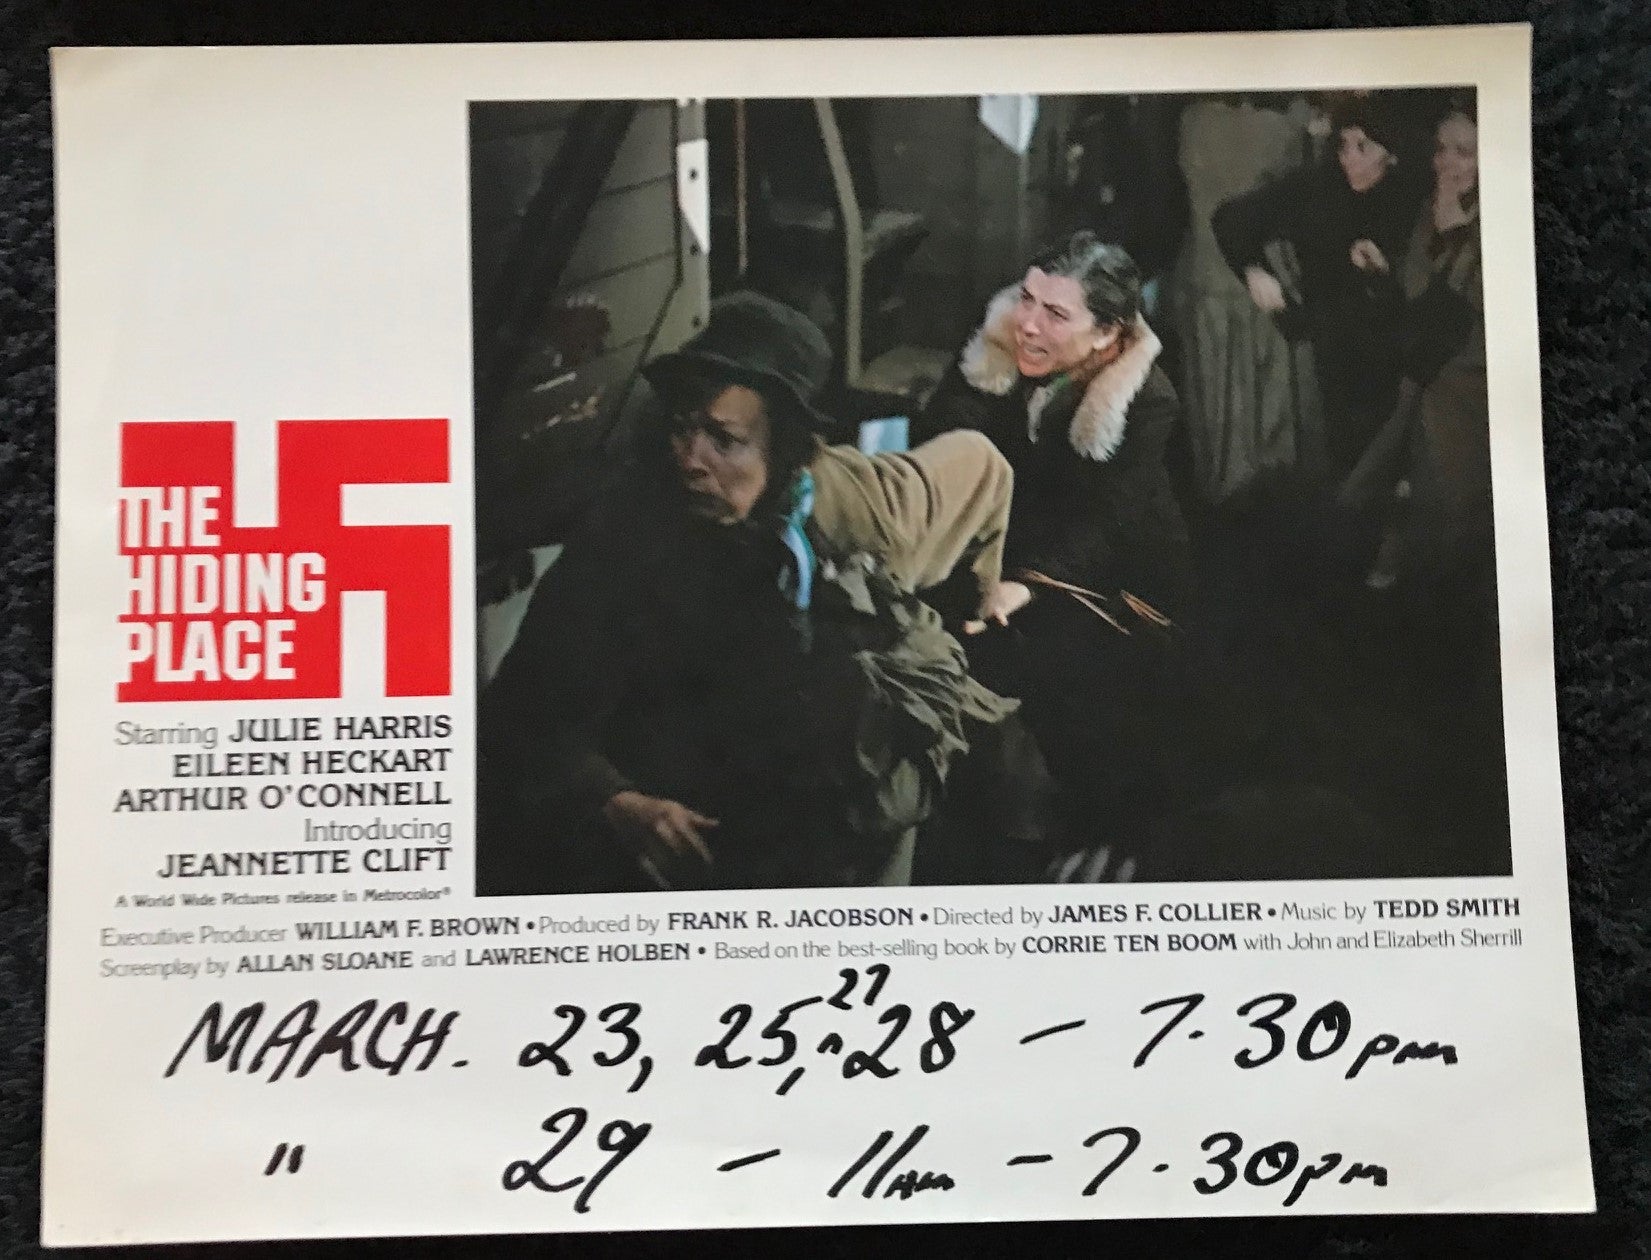 THE
HIDING
PLACE
Starring JULIE HARRIS
EILEEN HECKART
ARTHUR O'CONNELL
Introducing
JEANNETTE CLIFT
A World Wide Pictures release in Metrocolor®
Executive Producer WILLIAM F. BROWN • Produced by FRANK R. JACOBSON • Directed by JAMES F. COLLIER • Music by TEDD SMITH
Screenplay by ALLAN SLOANE and LAWRENCE HOLBEN • Based on the best-selling book by CORRIE TEN BOOM with John and Elizabeth Sherrill
27
MARCH. 23, 25, ^ 28 – 7.30pm
" 29 – 11am – 7.30pm